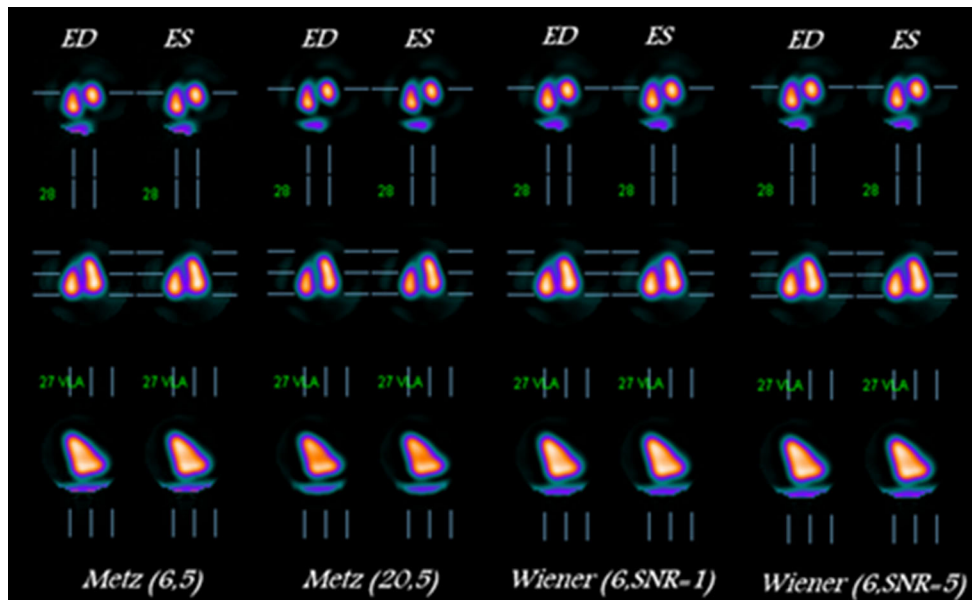 ED ES ED ES ED ES ED ES
28 28 28 28 28 28 28 28
27 VLA 27 VLA 27 VLA 27 VLA 27 VLA 27 VLA 27 VLA 27 VLA
Metz (6,5) Metz (20,5) Wiener (6,SNR=1) Wiener (6,SNR=5)